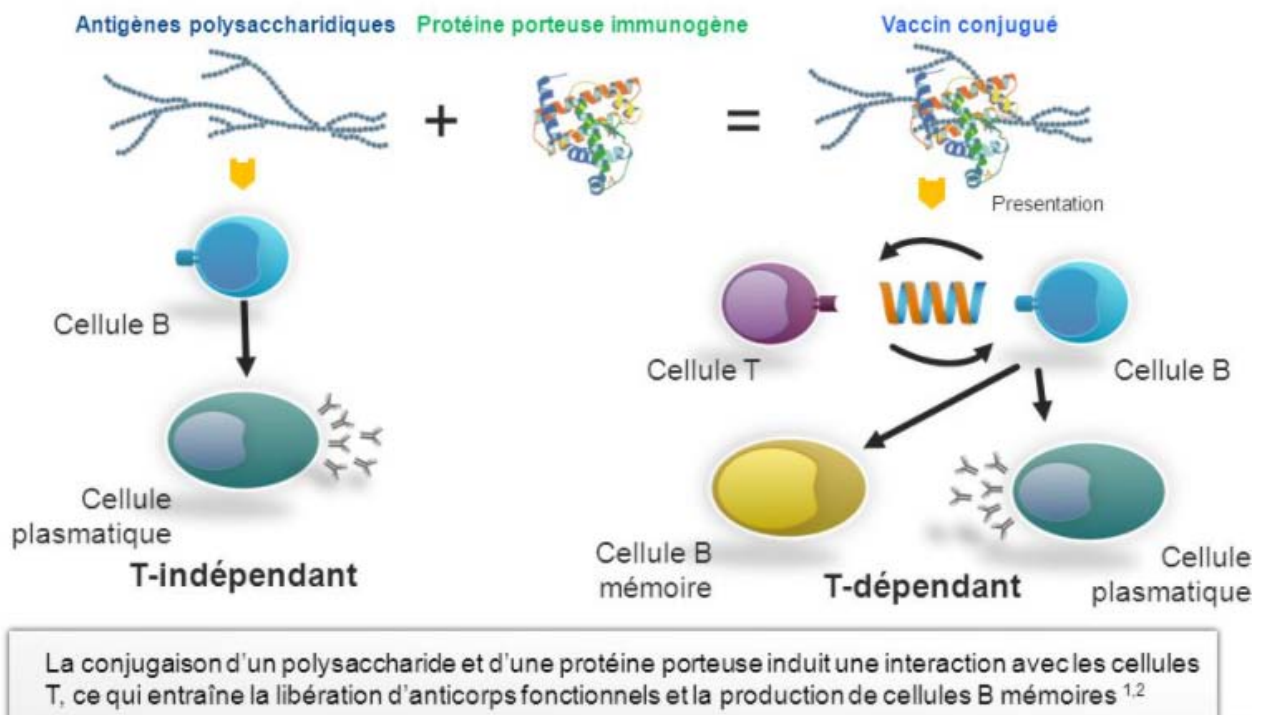 Antigènes polysaccharidiques
Protéine porteuse immunogène
Vaccin conjugué
+
=
Presentation
Cellule B
Cellule
plasmatique
T-indépendant
Cellule T
Cellule B
Cellule B
mémoire
T-dépendant
Cellule
plasmatique
La conjugaison d'un polysaccharide et d'une protéine porteuse induit une interaction avec les cellules
T, ce qui entraîne la libération d'anticorps fonctionnels et la production de cellules B mémoires 1,2